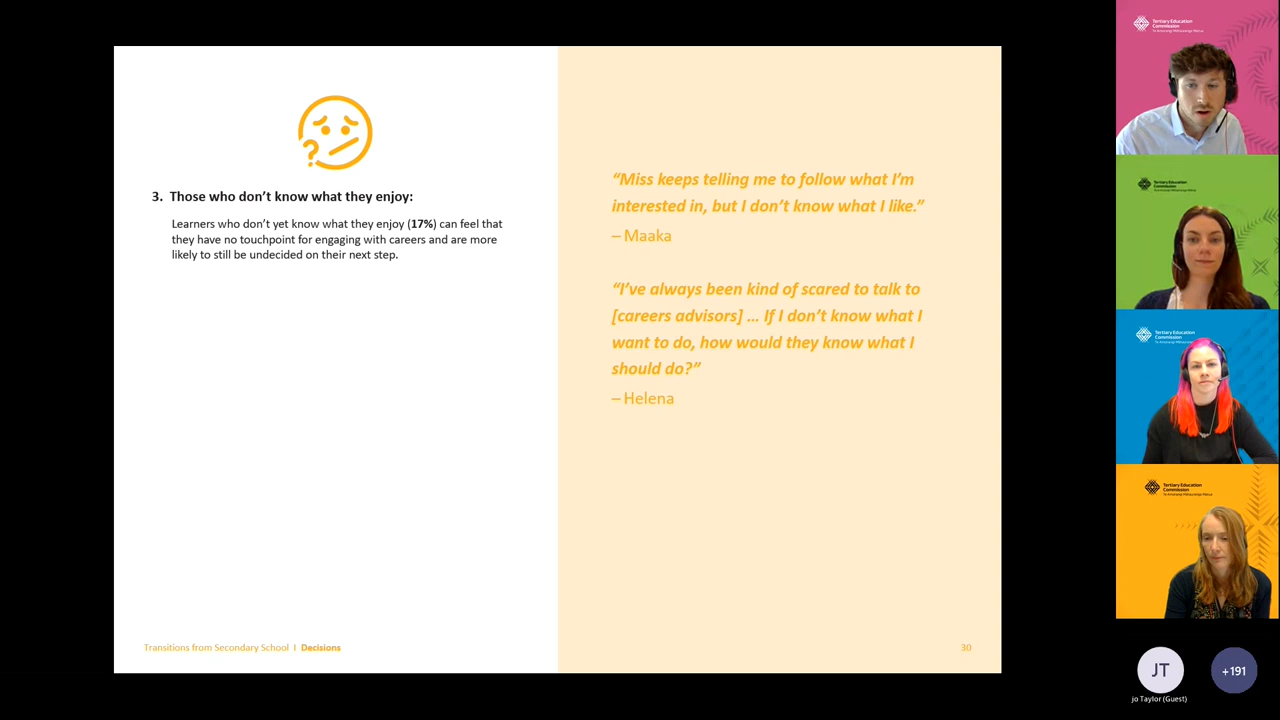 3. Those who don’t know what they enjoy:
Learners who don’t yet know what they enjoy (17%) can feel that
they have no touchpoint for engaging with careers and are more
likely to still be undecided on their next step.
“Miss keeps telling me to follow what I’m
interested in, but I don’t know what I like.”
– Maaka
“I’ve always been kind of scared to talk to
[careers advisors] ... If I don’t know what I
want to do, how would they know what I
should do?”
– Helena
Transitions from Secondary School I Decisions
30
Tertiary Education
Commission
Tertiary Education
Commission
Tertiary Education
Commission
Tertiary Education
Commission
JT
+191
jo Taylor (Guest)